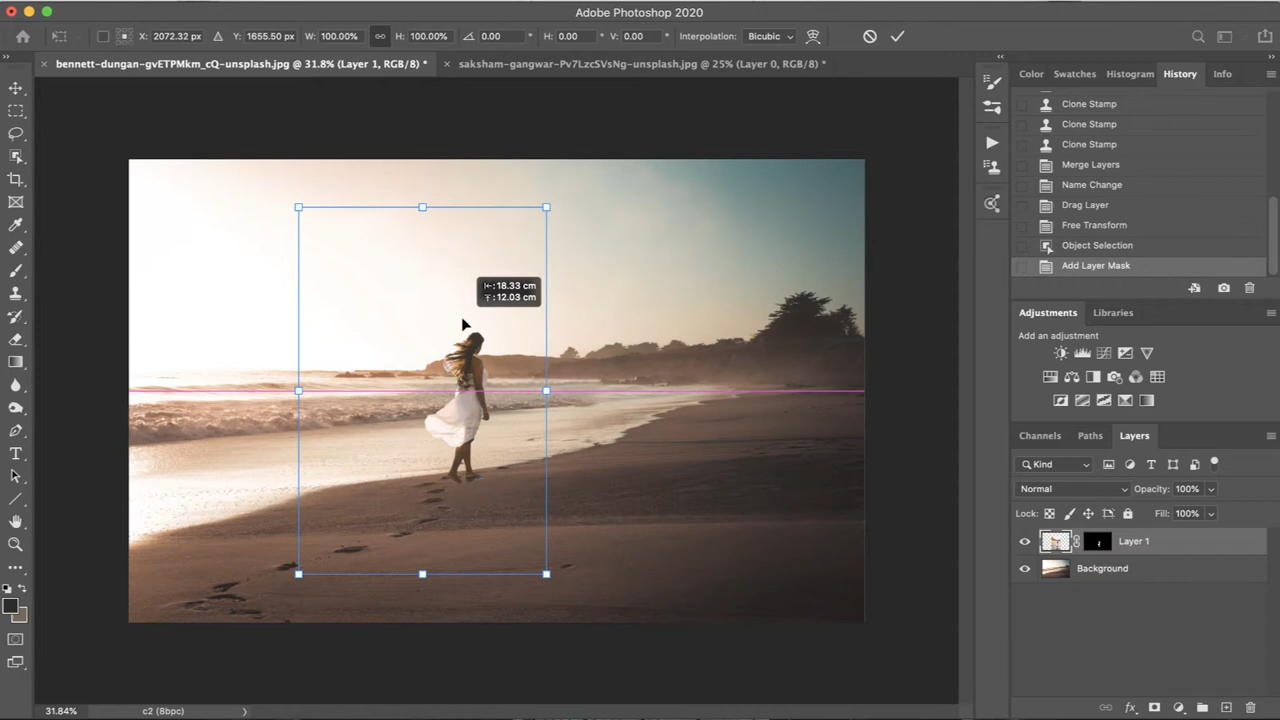 Adobe Photoshop 2020
X: 2072.32 px Y: 1655.50 px W: 100.00% H: 100.00% 0.00 ° H: 0.00 ° V: 0.00 ° Interpolation: Bicubic
bennett-dungan-gvETPMkm_cQ-unsplash.jpg @ 31.8% (Layer 1, RGB/8) *
saksham-gangwar-Pv7LzcSVsNg-unsplash.jpg @ 25% (Layer 0, RGB/8) *
Color Swatches Histogram History Info
Clone Stamp
Clone Stamp
Clone Stamp
Merge Layers
Name Change
Drag Layer
Free Transform
Object Selection
Add Layer Mask
: 18.33 cm
: 12.03 cm
Adjustments Libraries
Add an adjustment
Channels Paths Layers
Kind
Normal Opacity: 100%
Lock: Fill: 100%
Layer 1
Background
31.84% c2 (8bpc)